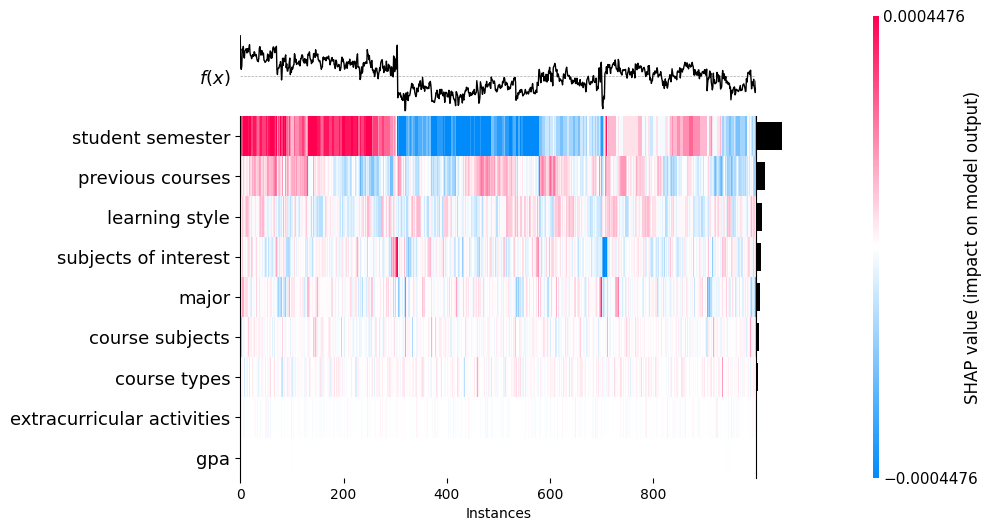 0.0004476
f(x)
student semester
previous courses
learning style
subjects of interest
major
course subjects
course types
extracurricular activities
gpa
0 200 400 600 800
Instances
−0.0004476
SHAP value (impact on model output)